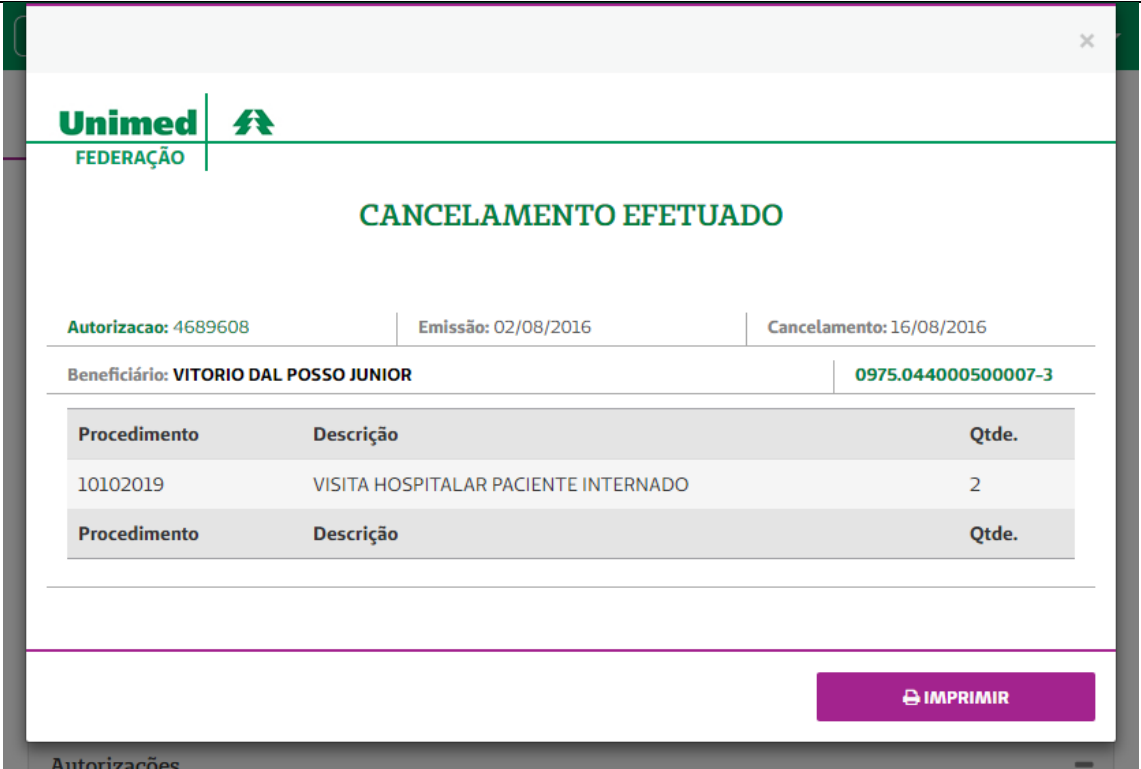 ×
Unimed
FEDERAÇÃO
CANCELAMENTO EFETUADO
Autorizacao: 4689608 Emissão: 02/08/2016 Cancelamento: 16/08/2016
Beneficiário: VITORIO DAL POSSO JUNIOR 0975.044000500007-3
Procedimento Descrição Qtde.
10102019 VISITA HOSPITALAR PACIENTE INTERNADO 2
Procedimento Descrição Qtde.
IMPRIMIR
Autorizações